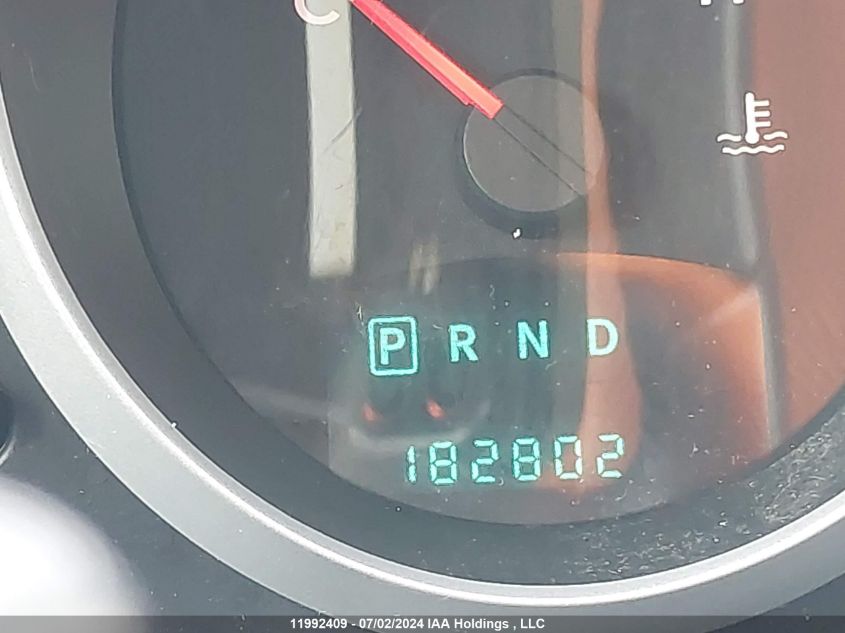 C
P R N D
182802
11992409 - 07/02/2024 IAA Holdings , LLC